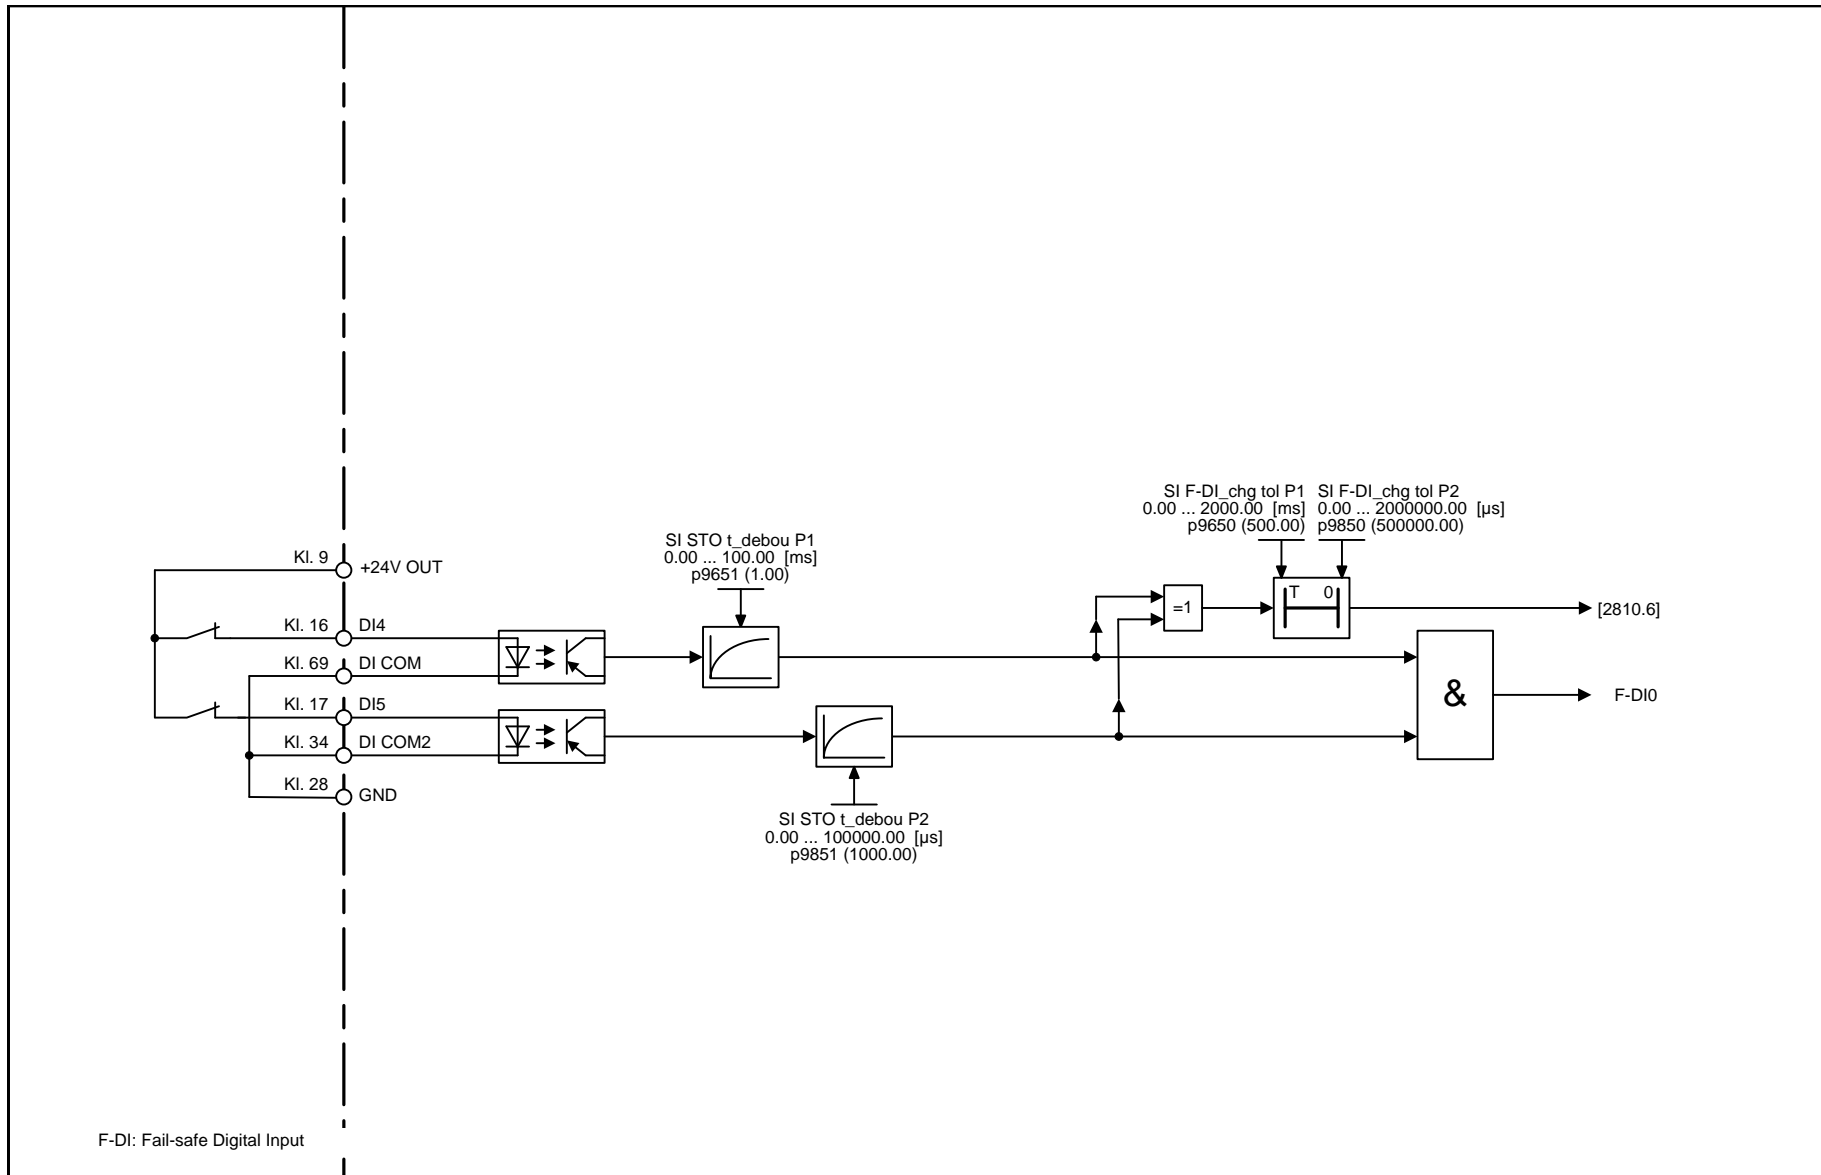 SI F-DI_chg tol P1
0.00 ... 2000.00 [ms]
p9650 (500.00)
SI F-DI_chg tol P2
0.00 ... 2000000.00 [µs]
p9850 (500000.00)
SI STO t_debou P1
0.00 ... 100.00 [ms]
p9651 (1.00)
Kl. 9
+24V OUT
T 0
=1
[2810.6]
Kl. 16
DI4
Kl. 69
DI COM
Kl. 17
DI5
&
F-DI0
Kl. 34
DI COM2
Kl. 28
GND
SI STO t_debou P2
0.00 ... 100000.00 [µs]
p9851 (1000.00)
F-DI: Fail-safe Digital Input